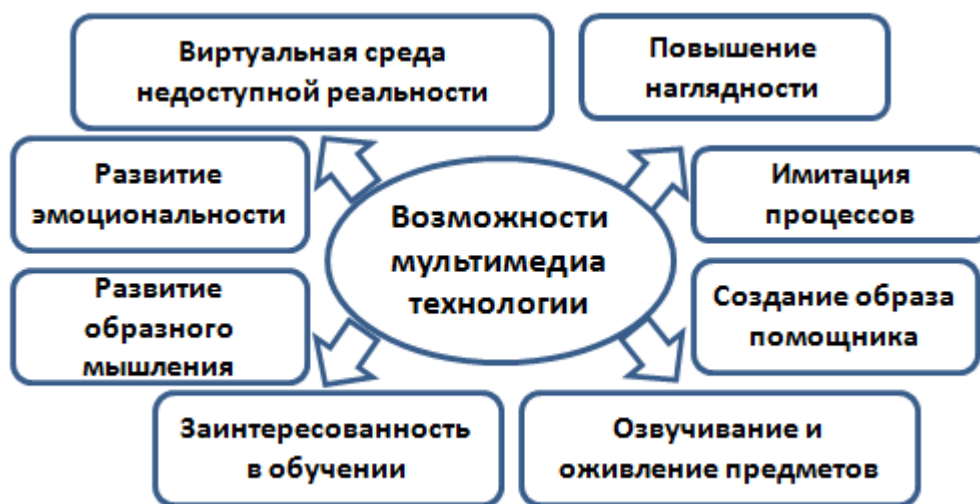 Виртуальная среда
недоступной реальности
Повышение
наглядности
Развитие
эмоциональности
Имитация
процессов
Возможности
мультимедиа
технологии
Развитие
образного
мышления
Создание образа
помощника
Заинтересованность
в обучении
Озвучивание и
оживление предметов